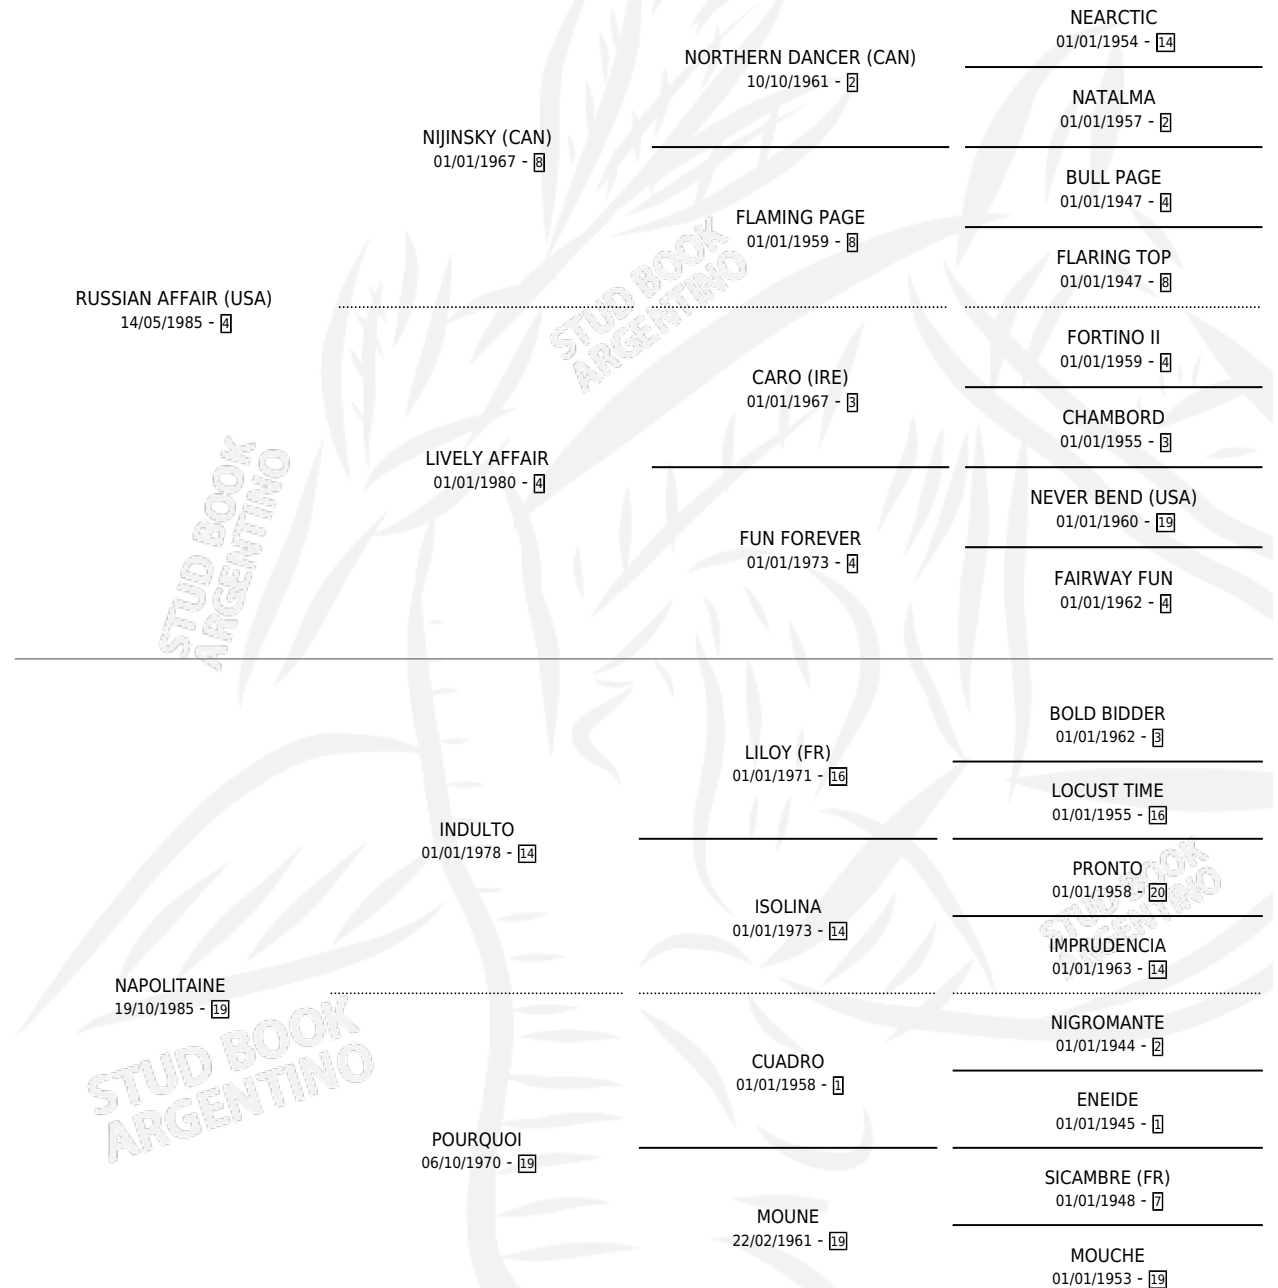 NEARCTIC
01/01/1954 - 14
NORTHERN DANCER (CAN)
10/10/1961 - 2
NATALMA
01/01/1957 - 2
NIJINSKY (CAN)
01/01/1967 - 8
BULL PAGE
01/01/1947 - 4
FLAMING PAGE
01/01/1959 - 8
FLARING TOP
01/01/1947 - 8
RUSSIAN AFFAIR (USA)
14/05/1985 - 4
STUD BOOK
ARGENTINO
FORTINO II
01/01/1959 - 4
CARO (IRE)
01/01/1967 - 3
CHAMBORD
01/01/1955 - 3
LIVELY AFFAIR
01/01/1980 - 4
NEVER BEND (USA)
01/01/1960 - 19
FUN FOREVER
01/01/1973 - 4
FAIRWAY FUN
01/01/1962 - 4
STUD BOOK
ARGENTINO
BOLD BIDDER
01/01/1962 - 3
LILOY (FR)
01/01/1971 - 16
LOCUST TIME
01/01/1955 - 16
INDULTO
01/01/1978 - 14
PRONTO
01/01/1958 - 20
ISOLINA
01/01/1973 - 14
IMPRUDENCIA
01/01/1963 - 14
STUD BOOK
ARGENTINO
NAPOLITAINE
19/10/1985 - 19
NIGROMANTE
01/01/1944 - 2
CUADRO
01/01/1958 - 1
ENEIDE
01/01/1945 - 1
STUD BOOK
ARGENTINO
POURQUOI
06/10/1970 - 19
SICAMBRE (FR)
01/01/1948 - 7
MOUNE
22/02/1961 - 19
MOUCHE
01/01/1953 - 19